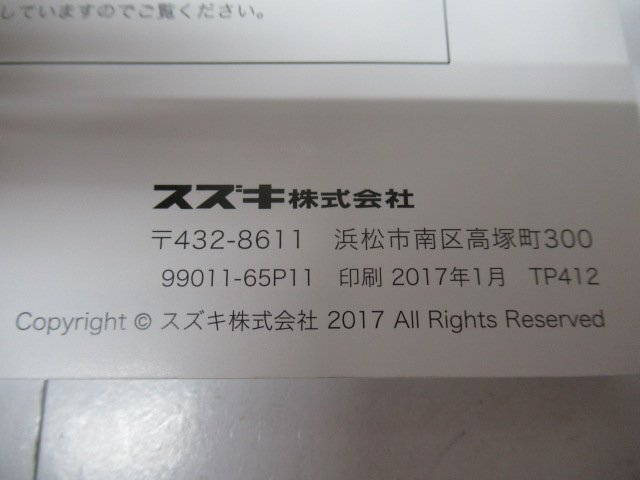 していますのでご覧ください。
スズキ株式会社
〒432-8611 浜松市南区高塚町300
99011-65P11 印刷 2017年1月 TP412
Copyright © スズキ株式会社 2017 All Rights Reserved